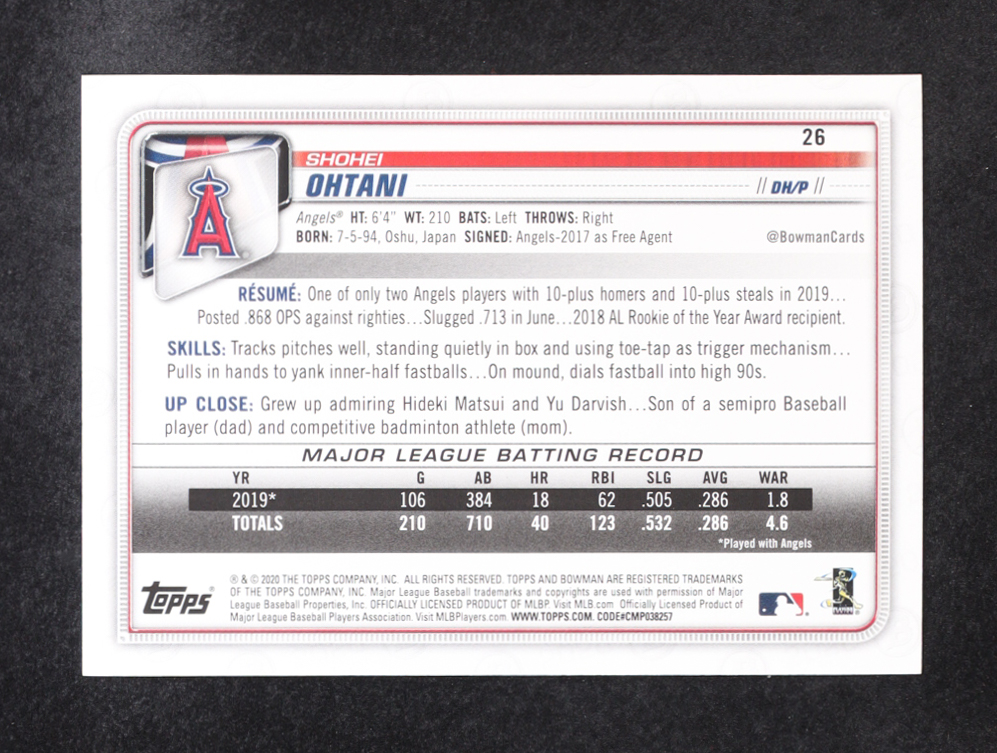 26
SHOHEI
OHTANI // DH/P //
Angels® HT: 6'4" WT: 210 BATS: Left THROWS: Right
BORN: 7-5-94, Oshu, Japan SIGNED: Angels-2017 as Free Agent @BowmanCards
A
RÉSUMÉ: One of only two Angels players with 10-plus homers and 10-plus steals in 2019...
Posted .868 OPS against righties...Slugged .713 in June...2018 AL Rookie of the Year Award recipient.
SKILLS: Tracks pitches well, standing quietly in box and using toe-tap as trigger mechanism...
Pulls in hands to yank inner-half fastballs...On mound, dials fastball into high 90s.
UP CLOSE: Grew up admiring Hideki Matsui and Yu Darvish...Son of a semipro Baseball
player (dad) and competitive badminton athlete (mom).
MAJOR LEAGUE BATTING RECORD
YR G AB HR RBI SLG AVG WAR
2019* 106 384 18 62 .505 .286 1.8
TOTALS 210 710 40 123 .532 .286 4.6
*Played with Angels
® & © 2020 THE TOPPS COMPANY, INC. ALL RIGHTS RESERVED. TOPPS AND BOWMAN ARE REGISTERED TRADEMARKS
OF THE TOPPS COMPANY, INC. Major League Baseball trademarks and copyrights are used with permission of Major
League Baseball Properties, Inc. OFFICIALLY LICENSED PRODUCT OF MLBP Visit MLB.com Officially Licensed Product of
Major League Baseball Players Association. Visit MLBPlayers.com. WWW.TOPPS.COM. CODE#CMP038257
TOPPS®